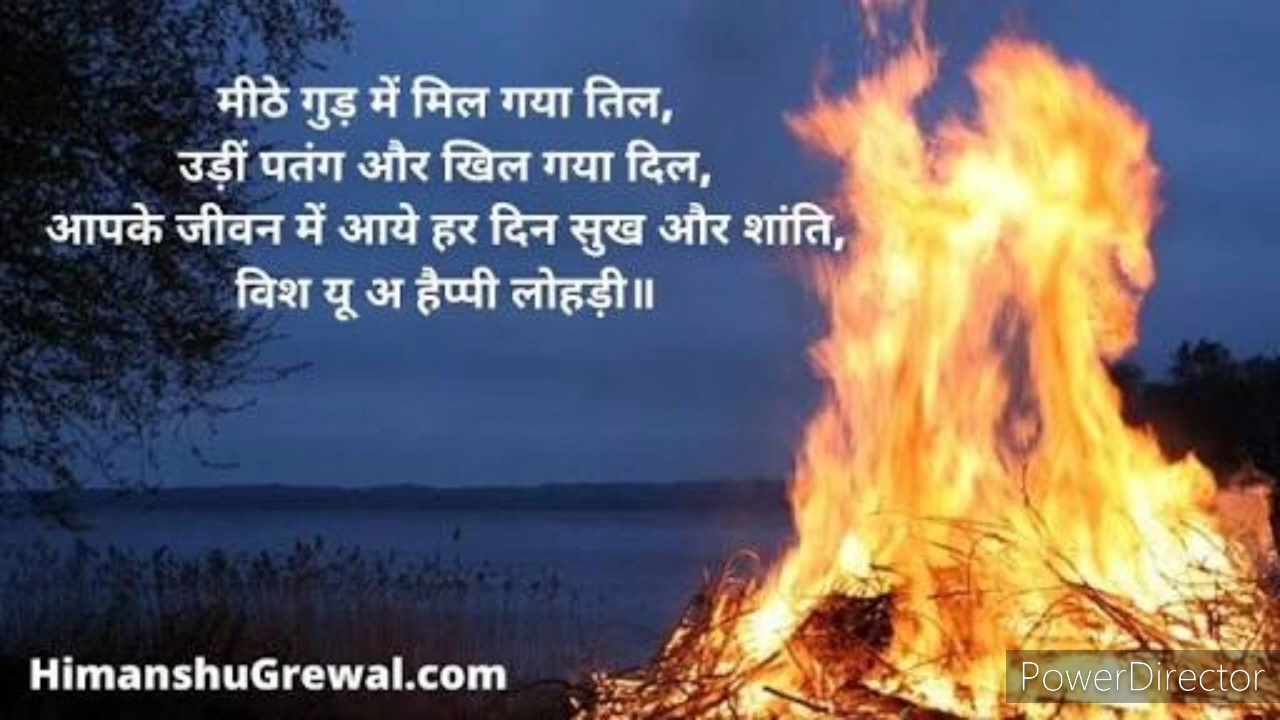 मीठे गुड़ में मिल गया तिल,
उड़ीं पतंग और खिल गया दिल,
आपके जीवन में आये हर दिन सुख और शांति,
विश यू अ हैप्पी लोहड़ी॥
HimanshuGrewal.com
PowerDirector